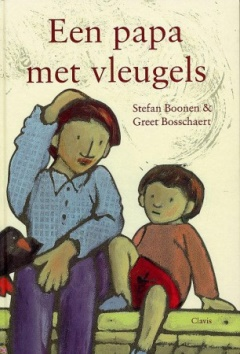 Een papa
met vleugels
Stefan Boonen &
Greet Bosschaert
Clavis